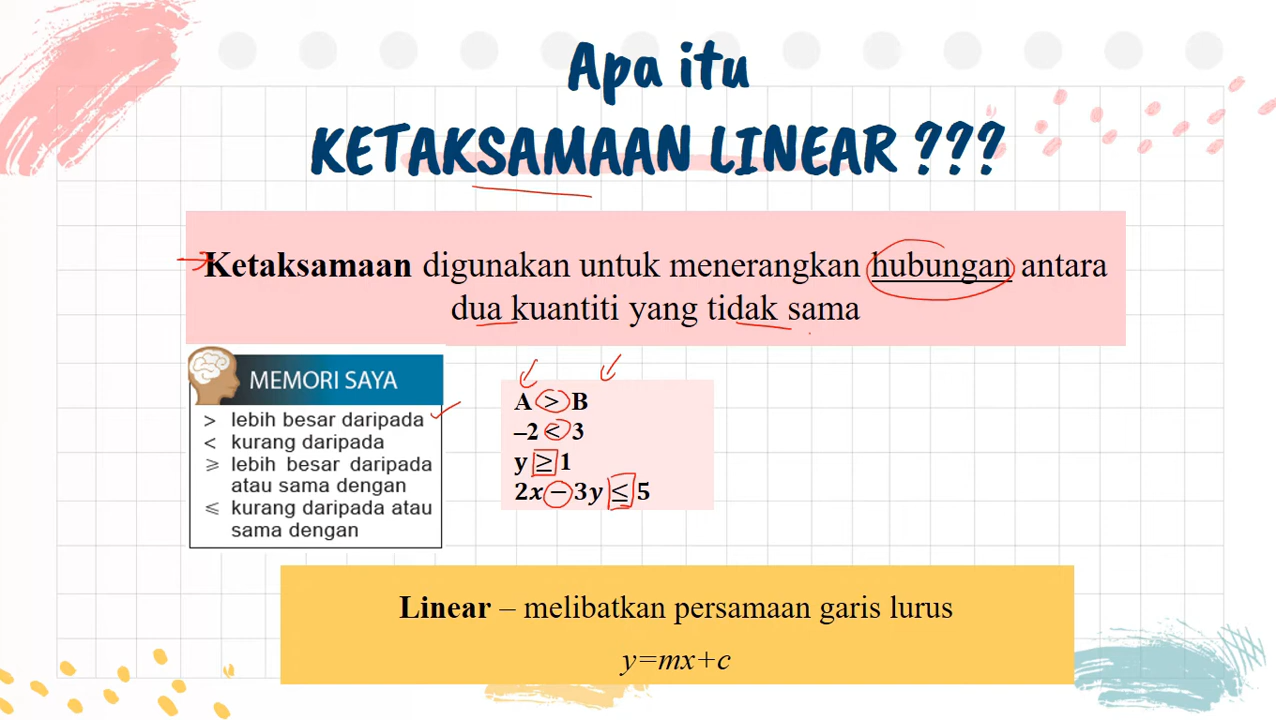 Apa itu
KETAKSAMAAN LINEAR ???
Ketaksamaan digunakan untuk menerangkan hubungan antara
dua kuantiti yang tidak sama
MEMORI SAYA
> lebih besar daripada
< kurang daripada
⩾ lebih besar daripada
atau sama dengan
⩽ kurang daripada atau
sama dengan
A > B
–2 < 3
y ≥ 1
2x − 3y ≤ 5
Linear – melibatkan persamaan garis lurus
y=mx+c